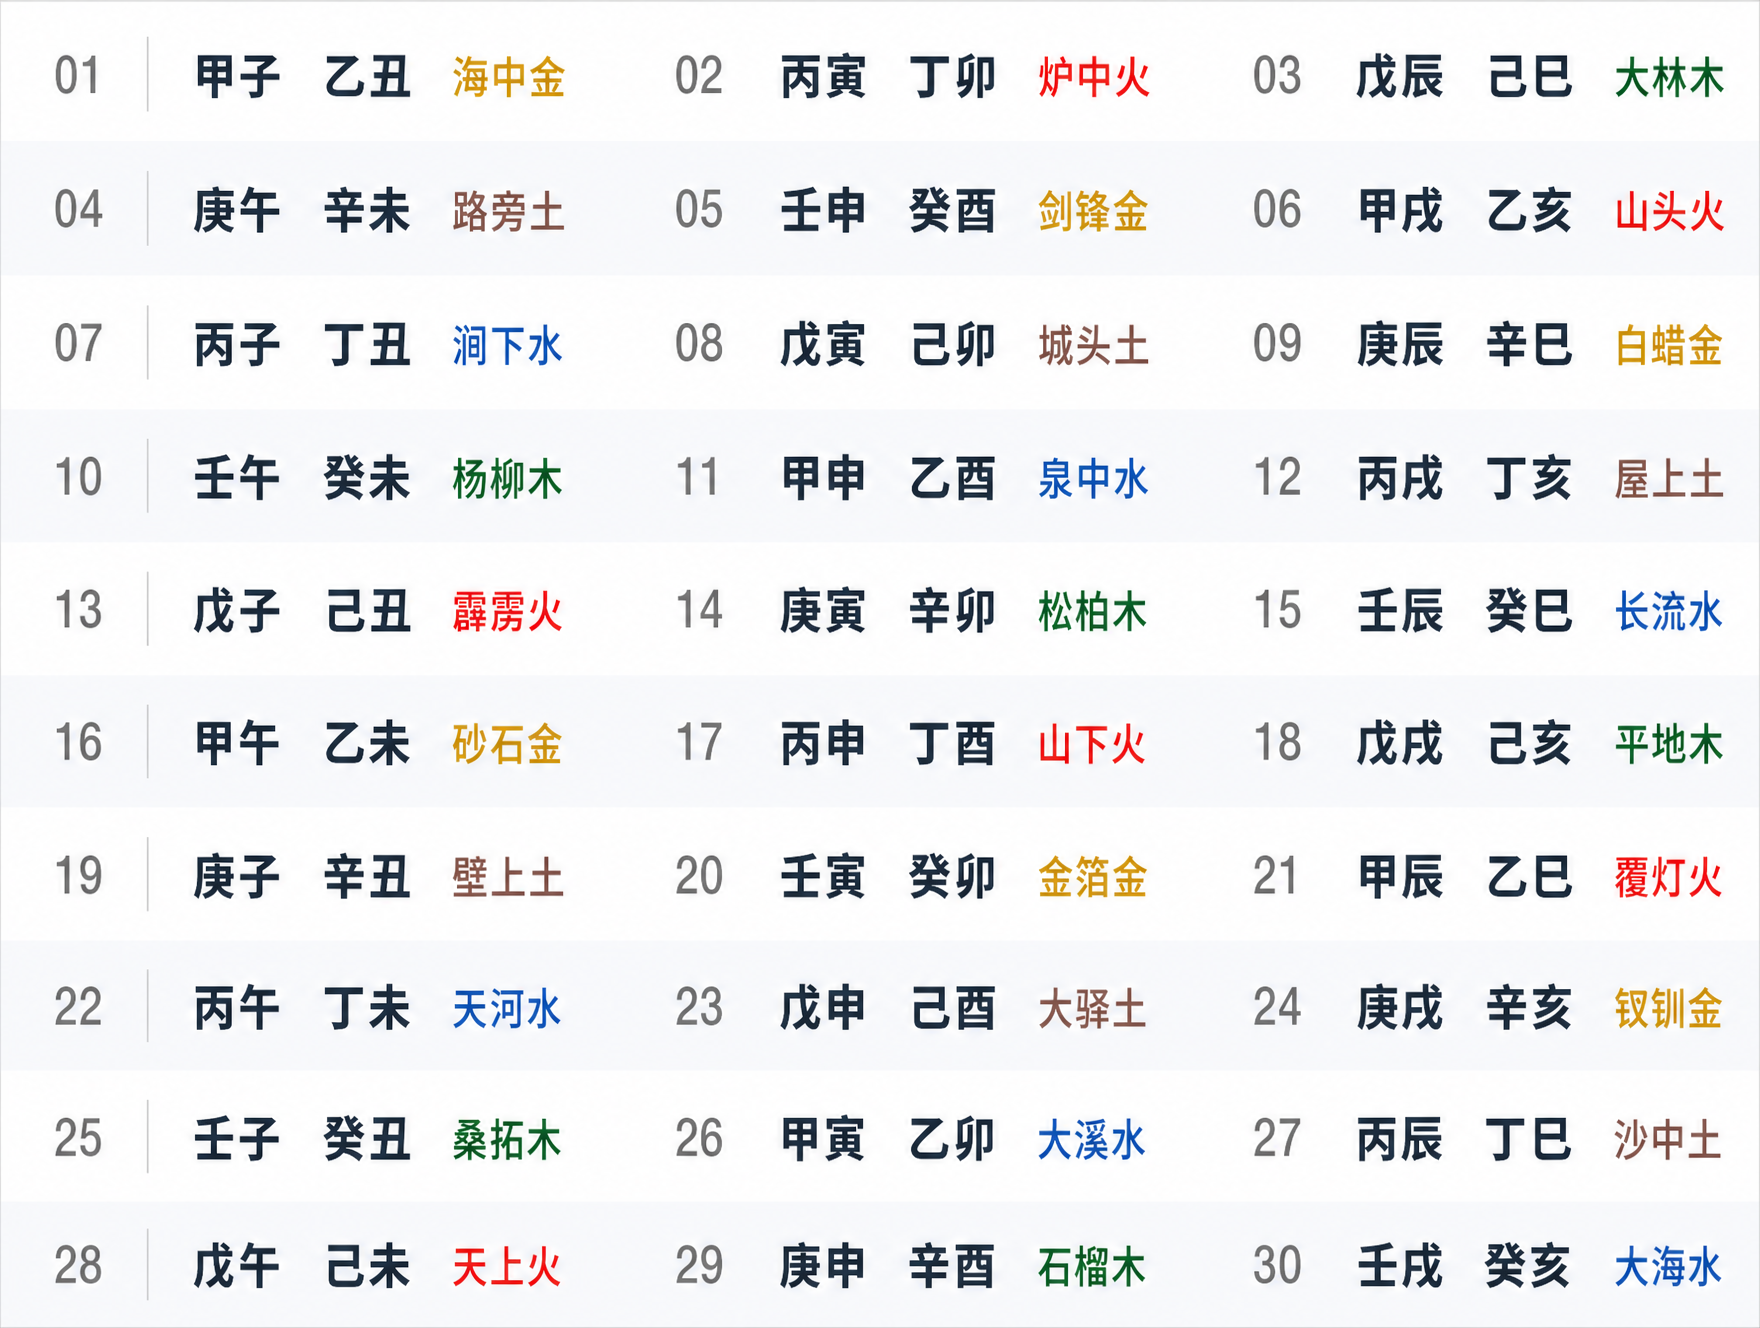 01 甲子 乙丑 海中金 02 丙寅 丁卯 炉中火 03 戊辰 己巳 大林木
04 庚午 辛未 路旁土 05 壬申 癸酉 剑锋金 06 甲戌 乙亥 山头火
07 丙子 丁丑 涧下水 08 戊寅 己卯 城头土 09 庚辰 辛巳 白蜡金
10 壬午 癸未 杨柳木 11 甲申 乙酉 泉中水 12 丙戌 丁亥 屋上土
13 戊子 己丑 霹雳火 14 庚寅 辛卯 松柏木 15 壬辰 癸巳 长流水
16 甲午 乙未 砂石金 17 丙申 丁酉 山下火 18 戊戌 己亥 平地木
19 庚子 辛丑 壁上土 20 壬寅 癸卯 金箔金 21 甲辰 乙巳 覆灯火
22 丙午 丁未 天河水 23 戊申 己酉 大驿土 24 庚戌 辛亥 钗钏金
25 壬子 癸丑 桑拓木 26 甲寅 乙卯 大溪水 27 丙辰 丁巳 沙中土
28 戊午 己未 天上火 29 庚申 辛酉 石榴木 30 壬戌 癸亥 大海水